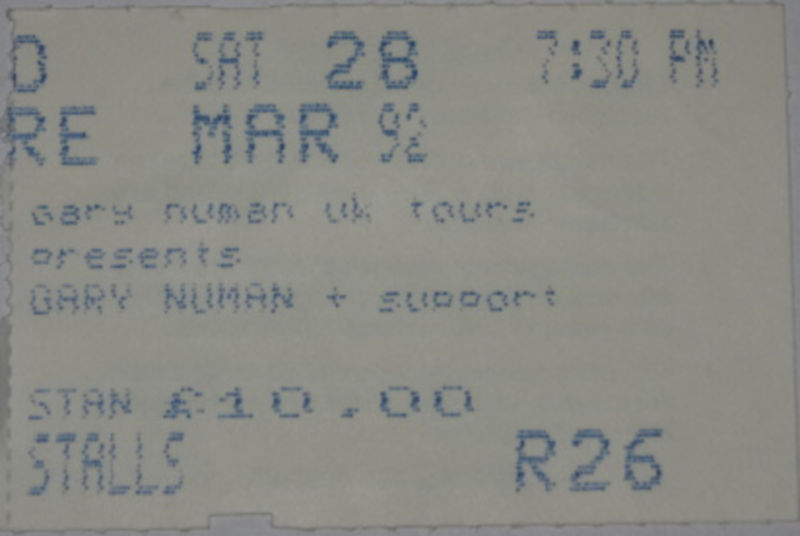 O SAT 28 7:30 PM
RE MAR 92
gary numan uk tours
presents
GARY NUMAN + support
STAN £10.00
STALLS R26